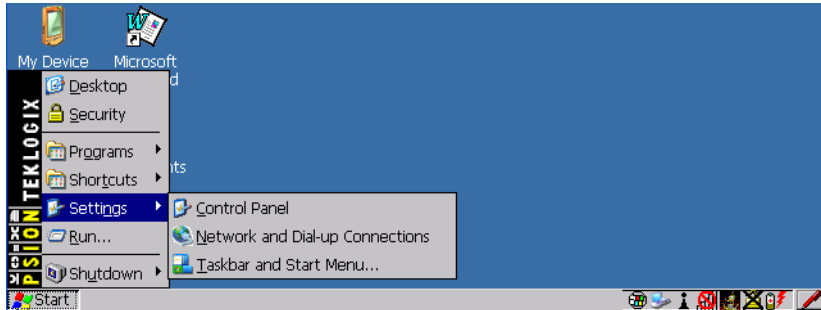 My Device
Microsoft
d
Desktop
Security
Programs
Shortcuts
nts
Settings
Control Panel
Network and Dial-up Connections
Run...
Taskbar and Start Menu...
Shutdown
PSION TEKLOGIX
Start